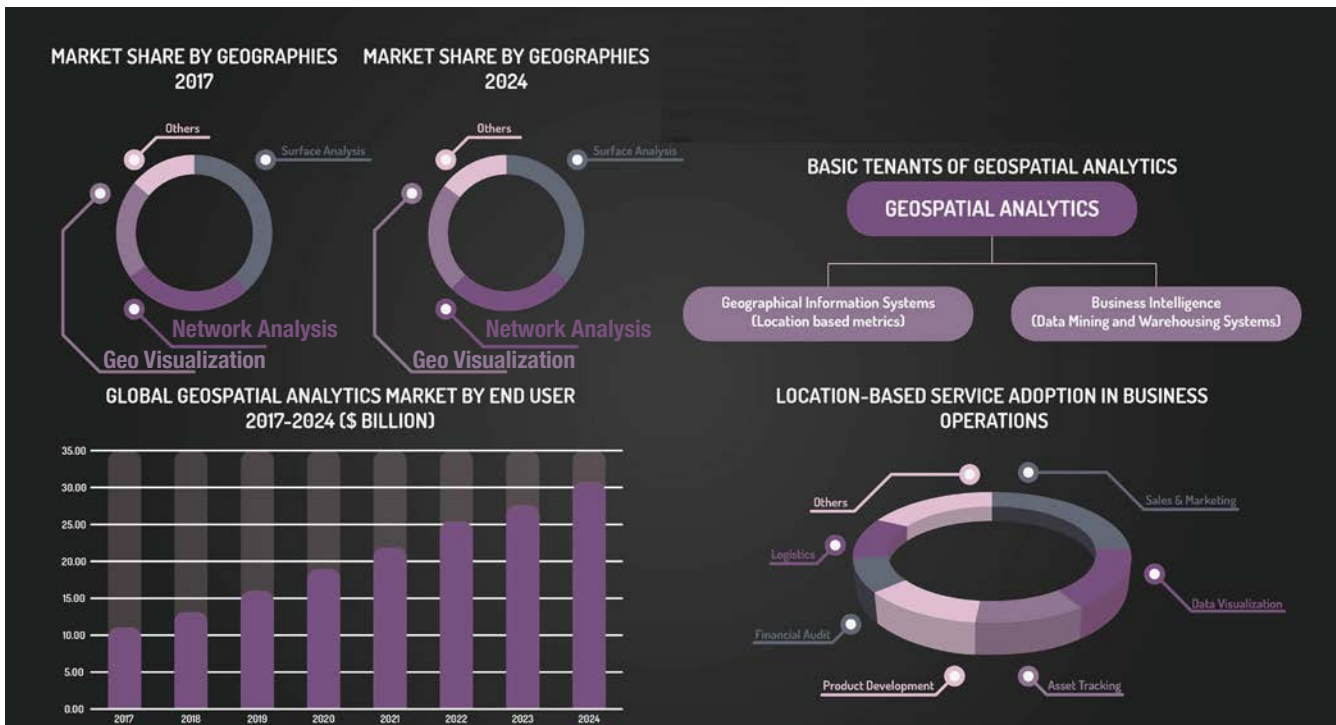 MARKET SHARE BY GEOGRAPHIES
2017
Others
Surface Analysis
Network Analysis
Geo Visualization
MARKET SHARE BY GEOGRAPHIES
2024
Others
Surface Analysis
Network Analysis
Geo Visualization
BASIC TENANTS OF GEOSPATIAL ANALYTICS
GEOSPATIAL ANALYTICS
Geographical Information Systems
(Location based metrics)
Business Intelligence
(Data Mining and Warehousing Systems)
GLOBAL GEOSPATIAL ANALYTICS MARKET BY END USER
2017-2024 ($ BILLION)
35.00
30.00
25.00
20.00
15.00
10.00
5.00
0.00
2017 2018 2019 2020 2021 2022 2023 2024
LOCATION-BASED SERVICE ADOPTION IN BUSINESS
OPERATIONS
Others
Sales & Marketing
Logistics
Data Visualization
Financial Audit
Product Development
Asset Tracking